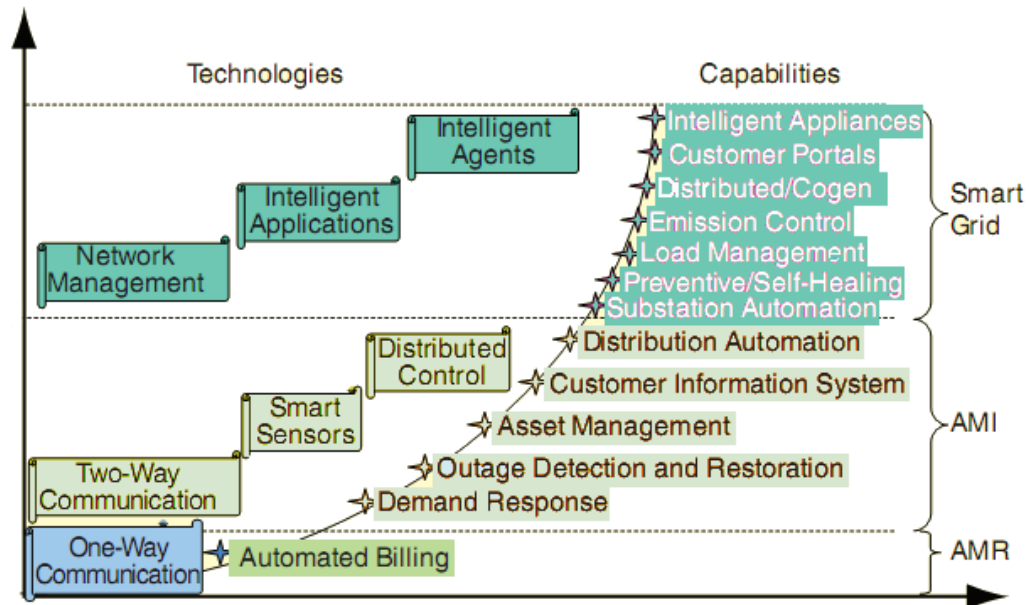 Technologies
Capabilities
Intelligent
Agents
Intelligent
Applications
Network
Management
Intelligent Appliances
Customer Portals
Distributed/Cogen
Emission Control
Load Management
Preventive/Self-Healing
Substation Automation
Smart
Grid
Distributed
Control
Smart
Sensors
Two-Way
Communication
Distribution Automation
Customer Information System
Asset Management
Outage Detection and Restoration
Demand Response
AMI
One-Way
Communication
Automated Billing
AMR